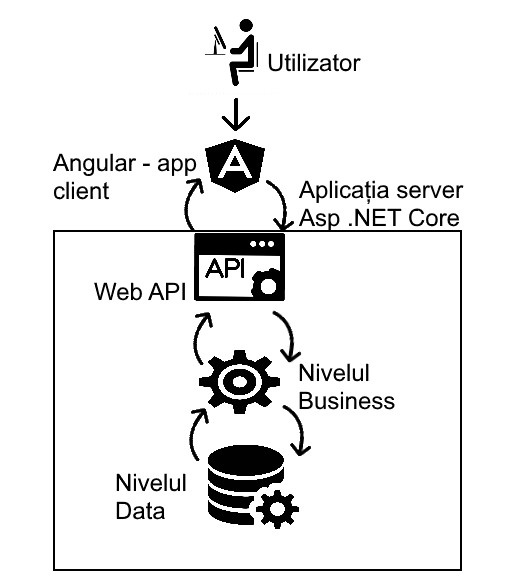 Utilizator
Angular - app
client
A
Aplicația server
Asp .NET Core
API
Web API
Nivelul
Business
Nivelul
Data